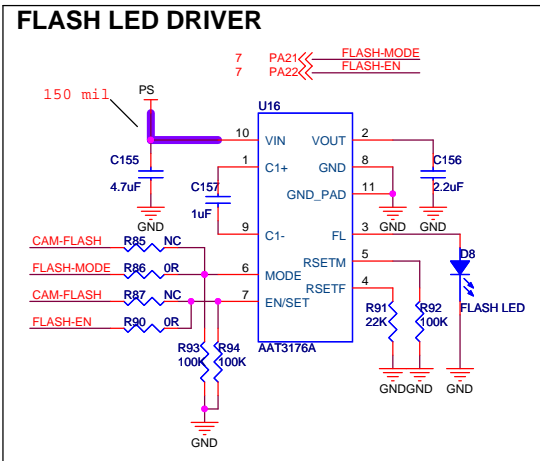 FLASH LED DRIVER
7 PA21 FLASH-MODE
7 PA22 FLASH-EN
150 mil
PS
U16
10 VIN VOUT 2
1 C1+ GND 8
GND_PAD 11
9 C1- FL 3
RSETM 5
6 MODE RSETF 4
7 EN/SET
AAT3176A
C155
4.7uF
GND
C157
1uF
C156
2.2uF
GND
GND
CAM-FLASH R85 NC
FLASH-MODE R86 0R
CAM-FLASH R87 NC
FLASH-EN R90 0R
D8
FLASH LED
R91
22K
R92
100K
R93
100K
R94
100K
GND
GND
GND
GND